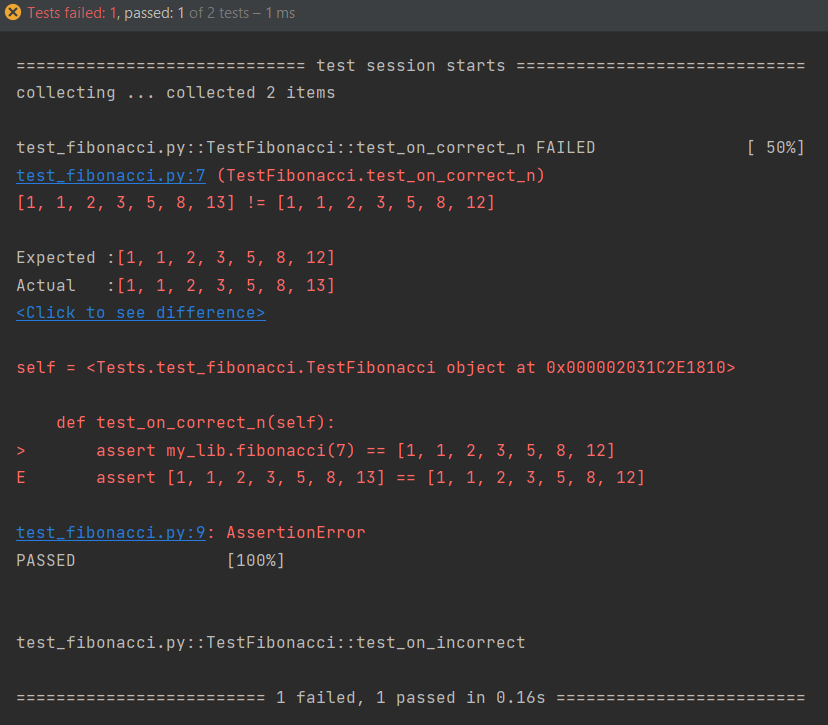 Tests failed: 1, passed: 1 of 2 tests – 1 ms
============================= test session starts =============================
collecting ... collected 2 items
test_fibonacci.py::TestFibonacci::test_on_correct_n FAILED [ 50%]
test_fibonacci.py:7 (TestFibonacci.test_on_correct_n)
[1, 1, 2, 3, 5, 8, 13] != [1, 1, 2, 3, 5, 8, 12]
Expected :[1, 1, 2, 3, 5, 8, 12]
Actual   :[1, 1, 2, 3, 5, 8, 13]
<Click to see difference>
self = <Tests.test_fibonacci.TestFibonacci object at 0x000002031C2E1810>
    def test_on_correct_n(self):
>       assert my_lib.fibonacci(7) == [1, 1, 2, 3, 5, 8, 12]
E       assert [1, 1, 2, 3, 5, 8, 13] == [1, 1, 2, 3, 5, 8, 12]
test_fibonacci.py:9: AssertionError
PASSED               [100%]
test_fibonacci.py::TestFibonacci::test_on_incorrect
========================= 1 failed, 1 passed in 0.16s =========================